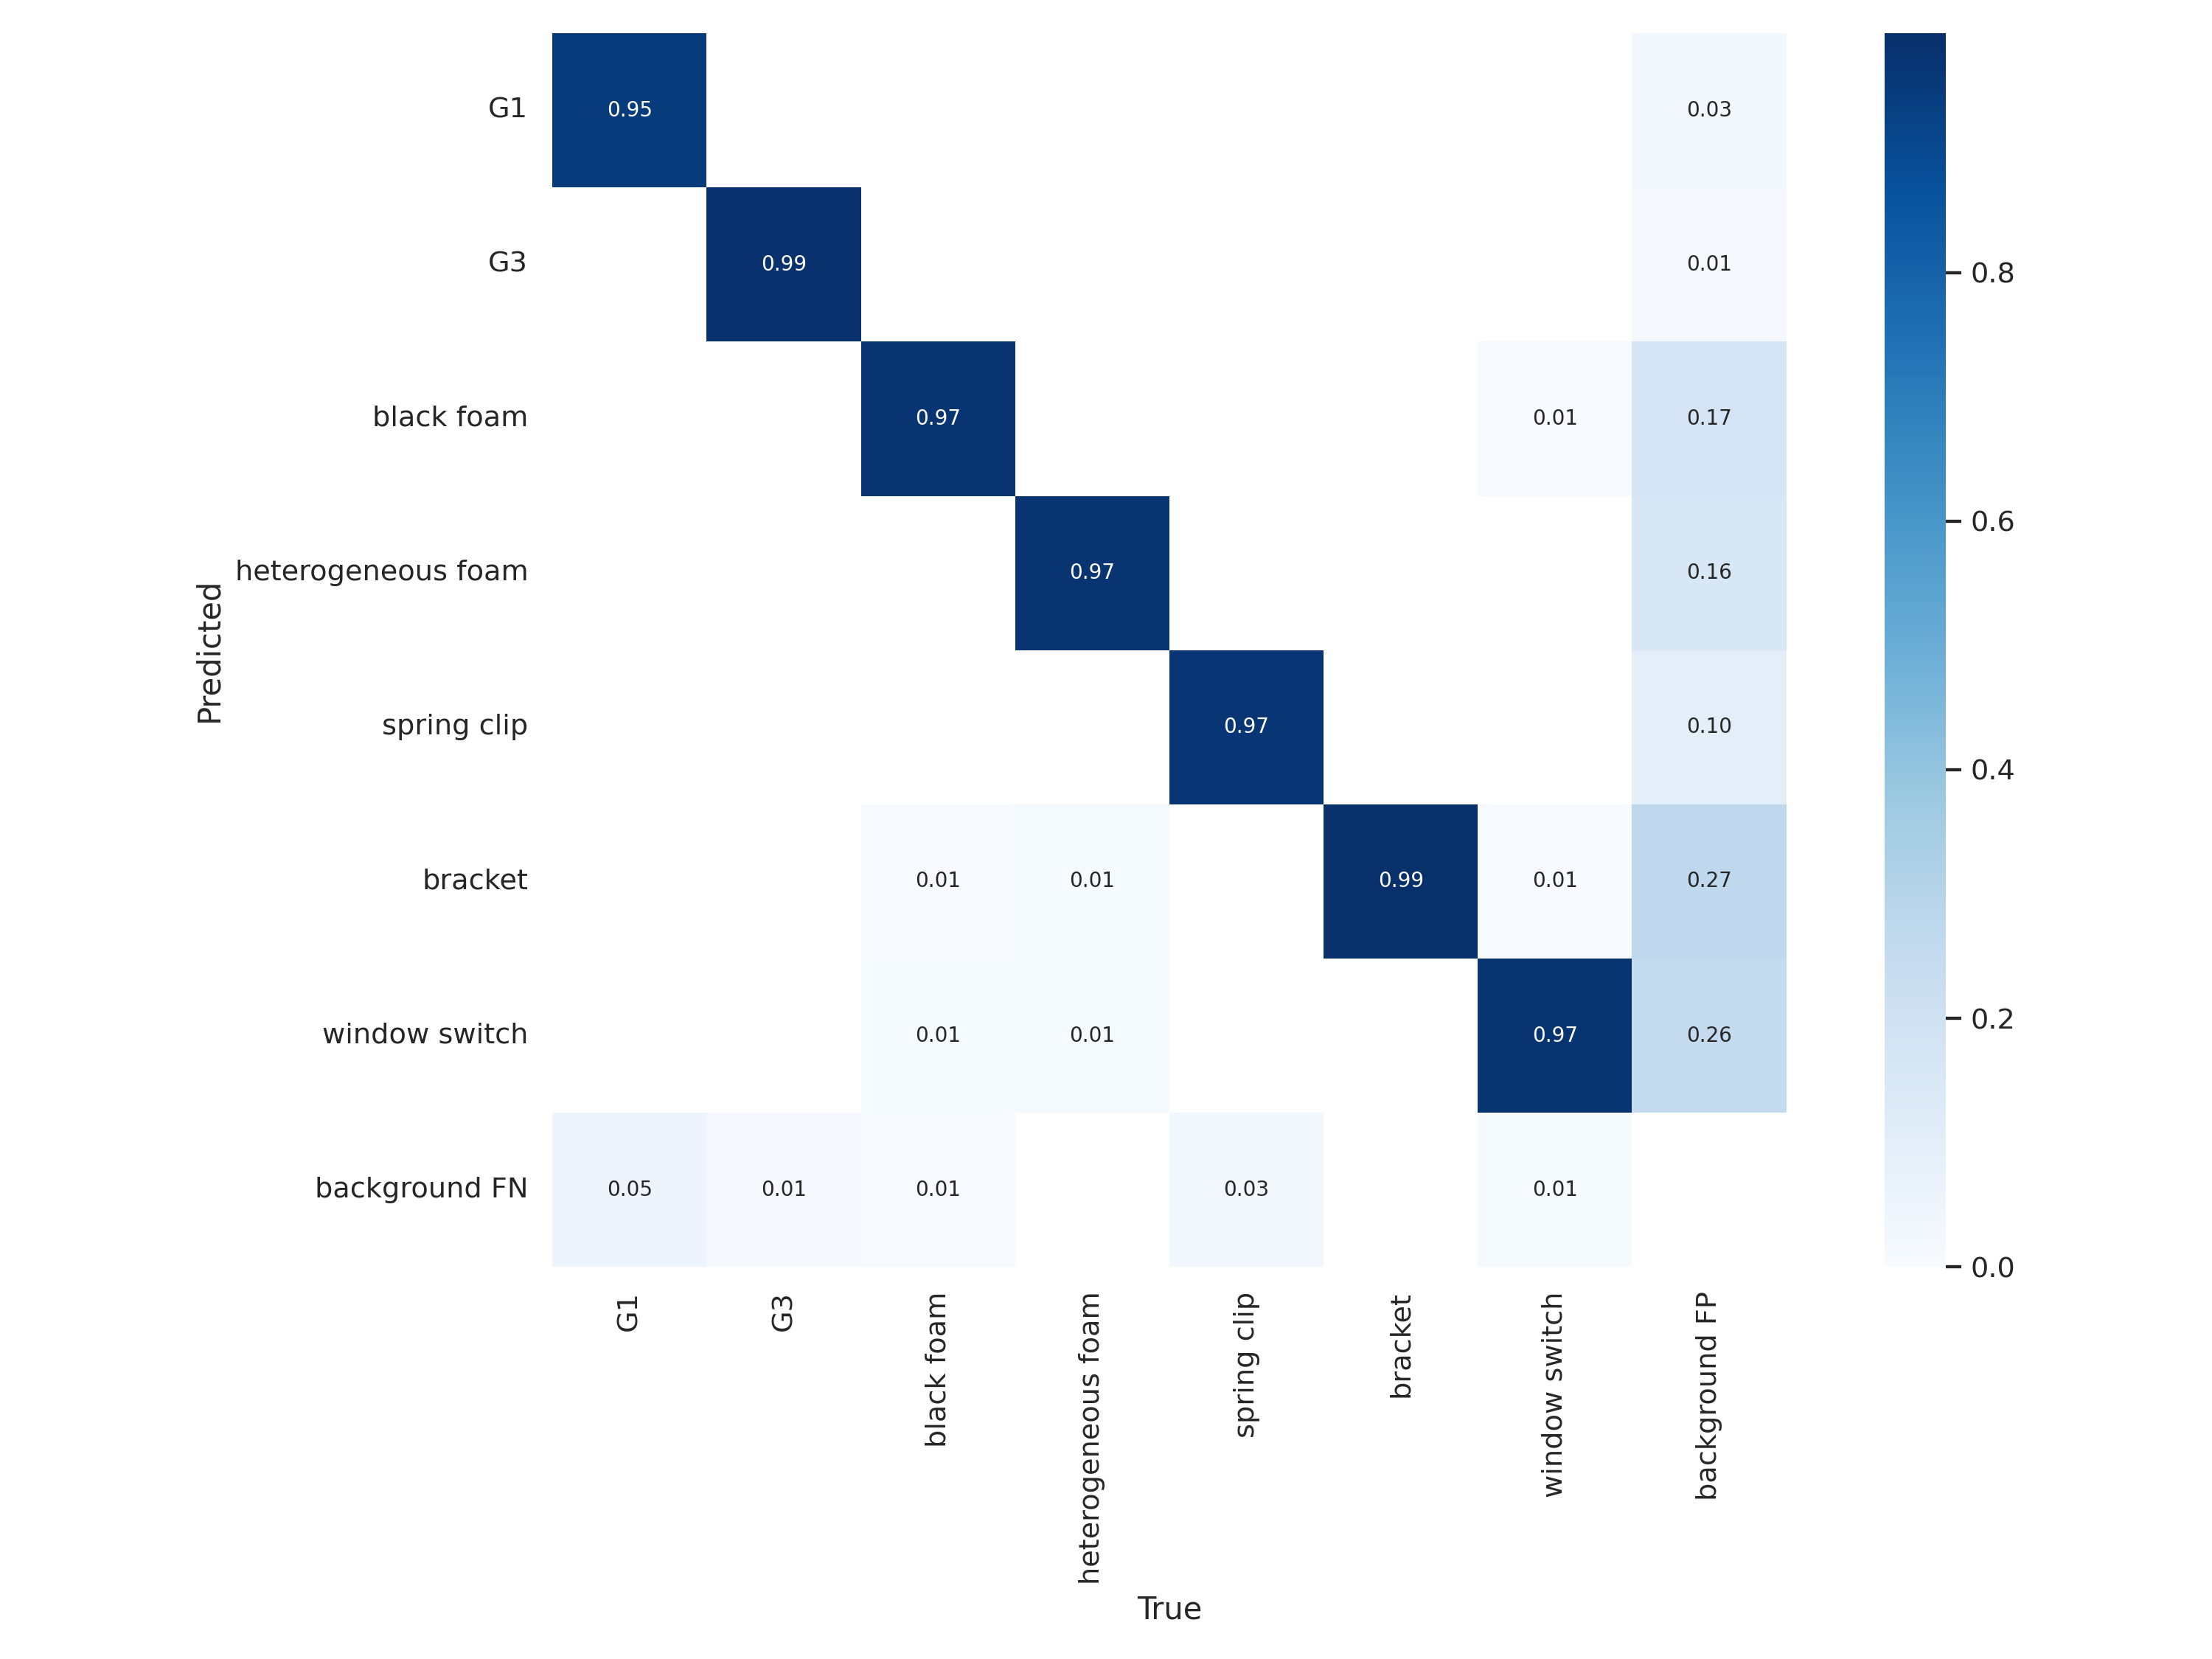 G1 0.95 0.03
G3 0.99 0.01
black foam 0.97 0.01 0.17
heterogeneous foam 0.97 0.16
spring clip 0.97 0.10
bracket 0.01 0.01 0.99 0.01 0.27
window switch 0.01 0.01 0.97 0.26
background FN 0.05 0.01 0.01 0.03 0.01
Predicted
G1
G3
black foam
heterogeneous foam
spring clip
bracket
window switch
background FP
True
0.8
0.6
0.4
0.2
0.0